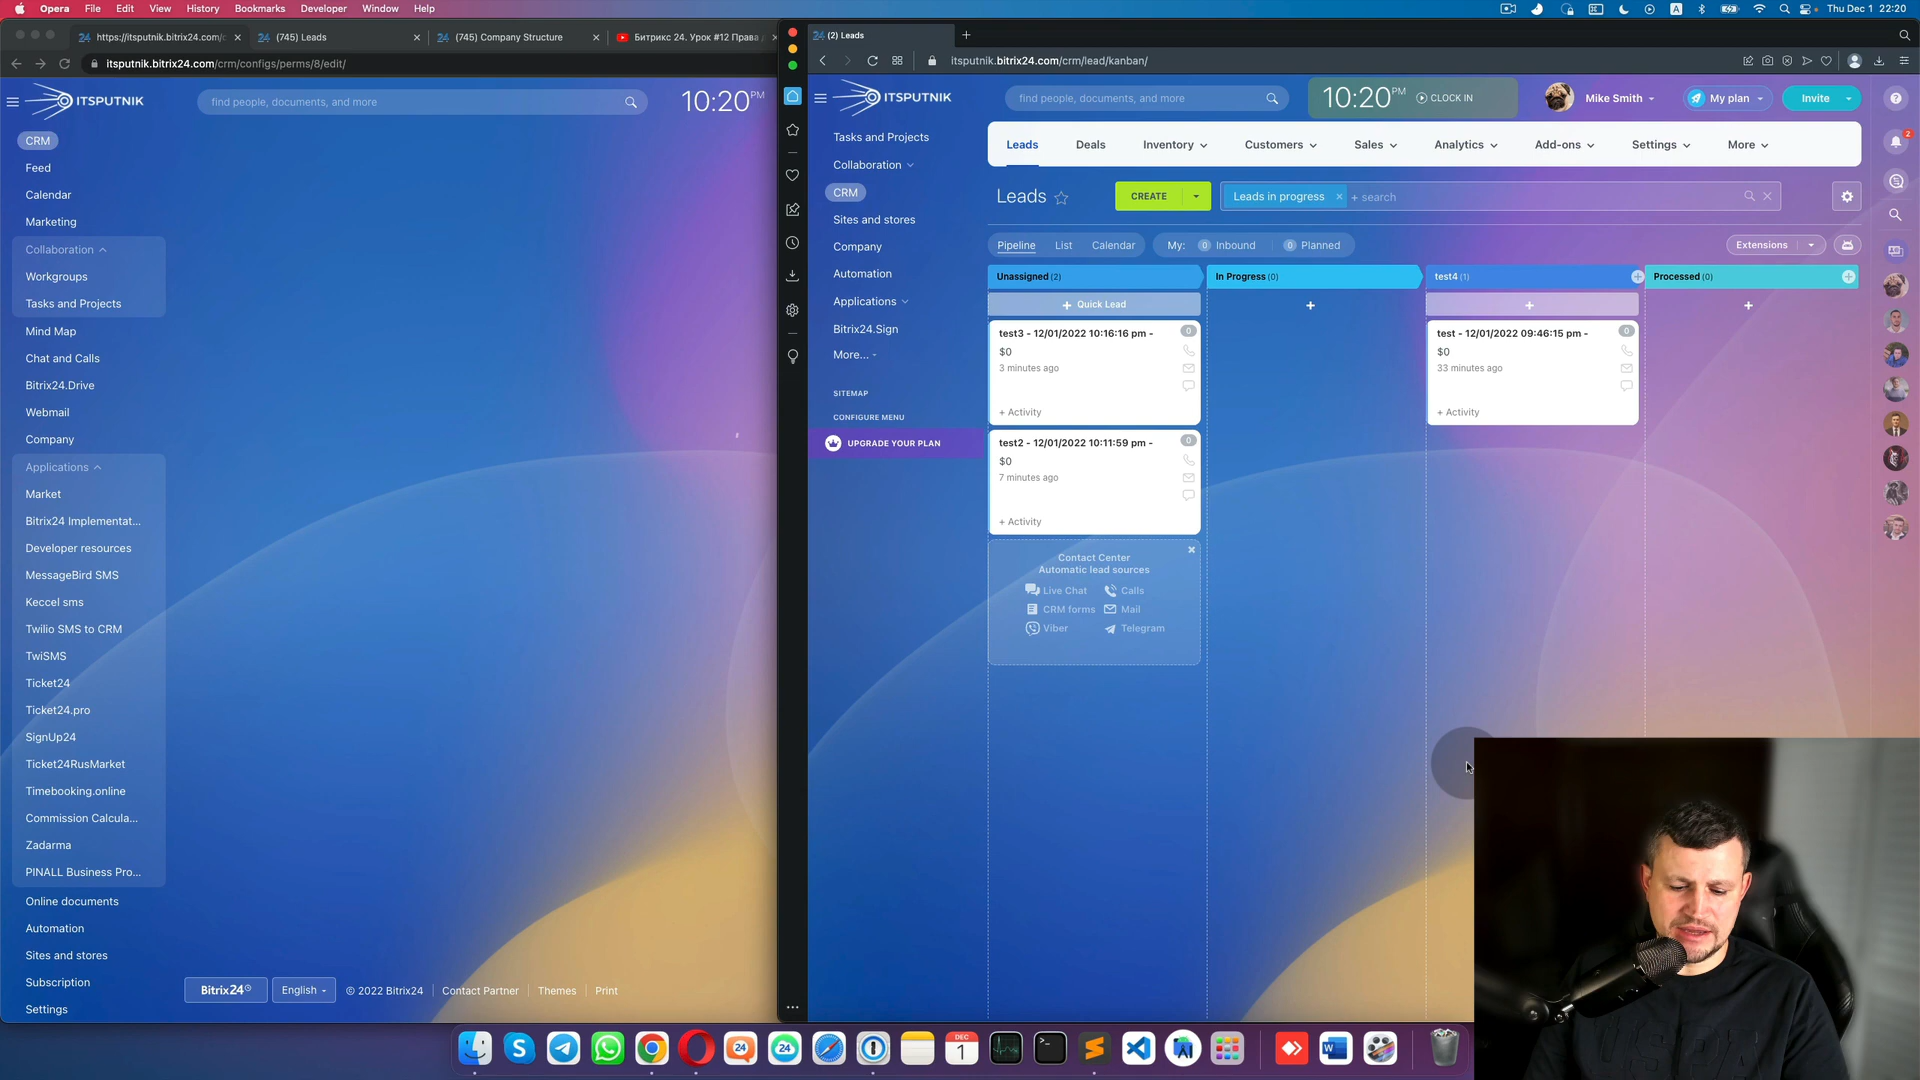 Opera File Edit View History Bookmarks Developer Window Help
A
Thu Dec 1 22:20
https://itsputnik.bitrix24.com/c
(745) Leads
(745) Company Structure
Битрикс 24. Урок #12 Права
itsputnik.bitrix24.com/crm/configs/perms/8/edit/
ITSPUTNIK
find people, documents, and more
10:20 PM
CRM
Feed
Calendar
Marketing
Collaboration
Workgroups
Tasks and Projects
Mind Map
Chat and Calls
Bitrix24.Drive
Webmail
Company
Applications
Market
Bitrix24 Implementat...
Developer resources
MessageBird SMS
Keccel sms
Twilio SMS to CRM
TwiSMS
Ticket24
Ticket24.pro
SignUp24
Ticket24RusMarket
Timebooking.online
Commission Calcula...
Zadarma
PINALL Business Pro...
Online documents
Automation
Sites and stores
Subscription
Settings
Bitrix24
English
© 2022 Bitrix24
Contact Partner
Themes
Print
24 (2) Leads
itsputnik.bitrix24.com/crm/lead/kanban/
ITSPUTNIK
find people, documents, and more
10:20 PM
CLOCK IN
Mike Smith
My plan
Invite
2
Tasks and Projects
Collaboration
CRM
Sites and stores
Company
Automation
Applications
Bitrix24.Sign
More...
SITEMAP
CONFIGURE MENU
UPGRADE YOUR PLAN
Leads
Deals
Inventory
Customers
Sales
Analytics
Add-ons
Settings
More
Leads
CREATE
Leads in progress
+ search
Pipeline
List
Calendar
My:
0 Inbound
0 Planned
Extensions
Unassigned (2)
In Progress (0)
test4 (1)
Processed (0)
+ Quick Lead
+
+
+
test3 - 12/01/2022 10:16:16 pm -
0
$0
3 minutes ago
+ Activity
test2 - 12/01/2022 10:11:59 pm -
0
$0
7 minutes ago
+ Activity
test - 12/01/2022 09:46:15 pm -
0
$0
33 minutes ago
+ Activity
Contact Center
Automatic lead sources
Live Chat
Calls
CRM forms
Mail
Viber
Telegram
24
24
DEC
1
W